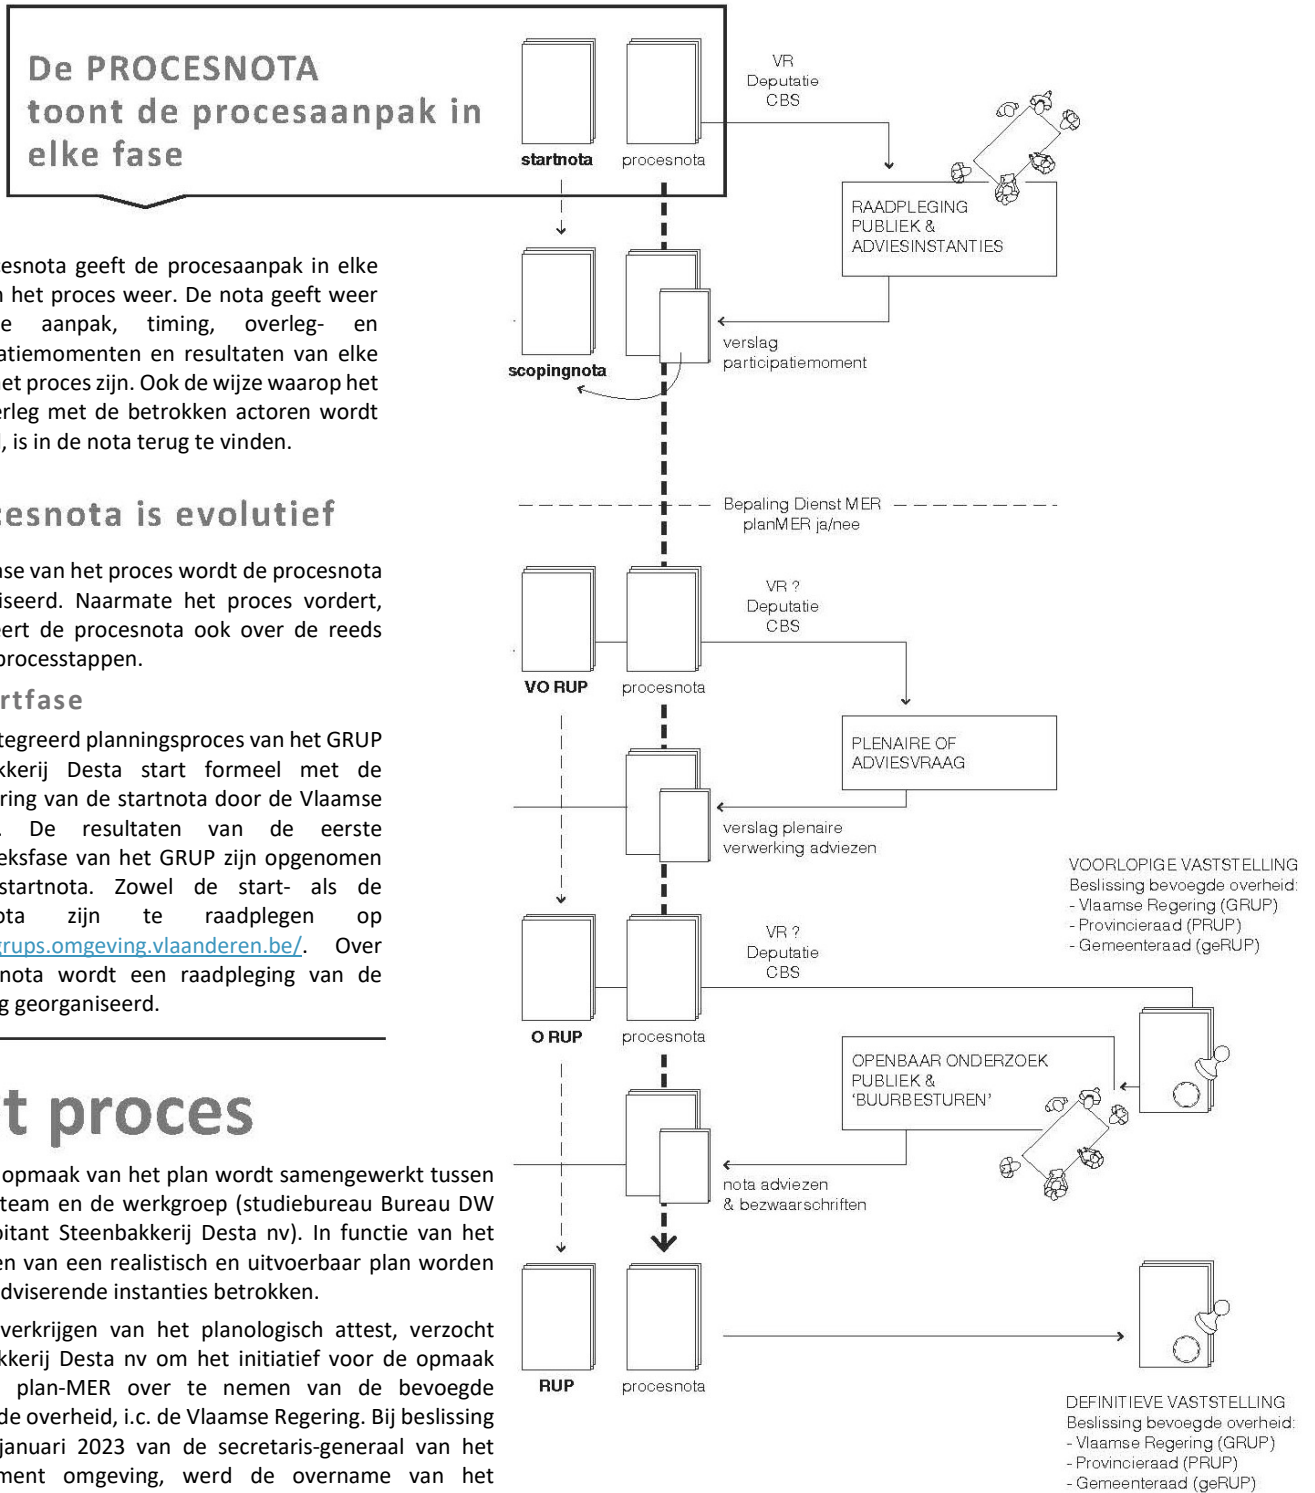 De PROCESNOTA
toont de procesaanpak in
elke fase
esnota geeft de procesaanpak in elke
het proces weer. De nota geeft weer
aanpak, timing, overleg- en
atiemomenten en resultaten van elke
et proces zijn. Ook de wijze waarop het
erleg met de betrokken actoren wordt
, is in de nota terug te vinden.
esnota is evolutief
ase van het proces wordt de procesnota
iseerd. Naarmate het proces vordert,
eert de procesnota ook over de reeds
processtappen.
rtfase
tegreerd planningsproces van het GRUP
kkerij Desta start formeel met de
ring van de startnota door de Vlaamse
. De resultaten van de eerste
eksfase van het GRUP zijn opgenomen
startnota. Zowel de start- als de
ota zijn te raadplegen op
grups.omgeving.vlaanderen.be/. Over
nota wordt een raadpleging van de
g georganiseerd.
t proces
opmaak van het plan wordt samengewerkt tussen
team en de werkgroep (studiebureau Bureau DW
oitant Steenbakkerij Desta nv). In functie van het
en van een realistisch en uitvoerbaar plan worden
dviserende instanties betrokken.
verkrijgen van het planologisch attest, verzocht
kkerij Desta nv om het initiatief voor de opmaak
plan-MER over te nemen van de bevoegde
de overheid, i.c. de Vlaamse Regering. Bij beslissing
januari 2023 van de secretaris-generaal van het
ment omgeving, werd de overname van het
startnota
procesnota
VR
Deputatie
CBS
RAADPLEGING
PUBLIEK &
ADVIESINSTANTIES
verslag
participatiemoment
scopingnota
Bepaling Dienst MER
planMER ja/nee
VR ?
Deputatie
CBS
VO RUP
procesnota
PLENAIRE OF
ADVIESVRAAG
verslag plenaire
verwerking adviezen
VOORLOPIGE VASTSTELLING
Beslissing bevoegde overheid:
- Vlaamse Regering (GRUP)
- Provincieraad (PRUP)
- Gemeenteraad (geRUP)
VR ?
Deputatie
CBS
O RUP
procesnota
OPENBAAR ONDERZOEK
PUBLIEK &
'BUURBESTUREN'
nota adviezen
& bezwaarschriften
RUP
procesnota
DEFINITIEVE VASTSTELLING
Beslissing bevoegde overheid:
- Vlaamse Regering (GRUP)
- Provincieraad (PRUP)
- Gemeenteraad (geRUP)